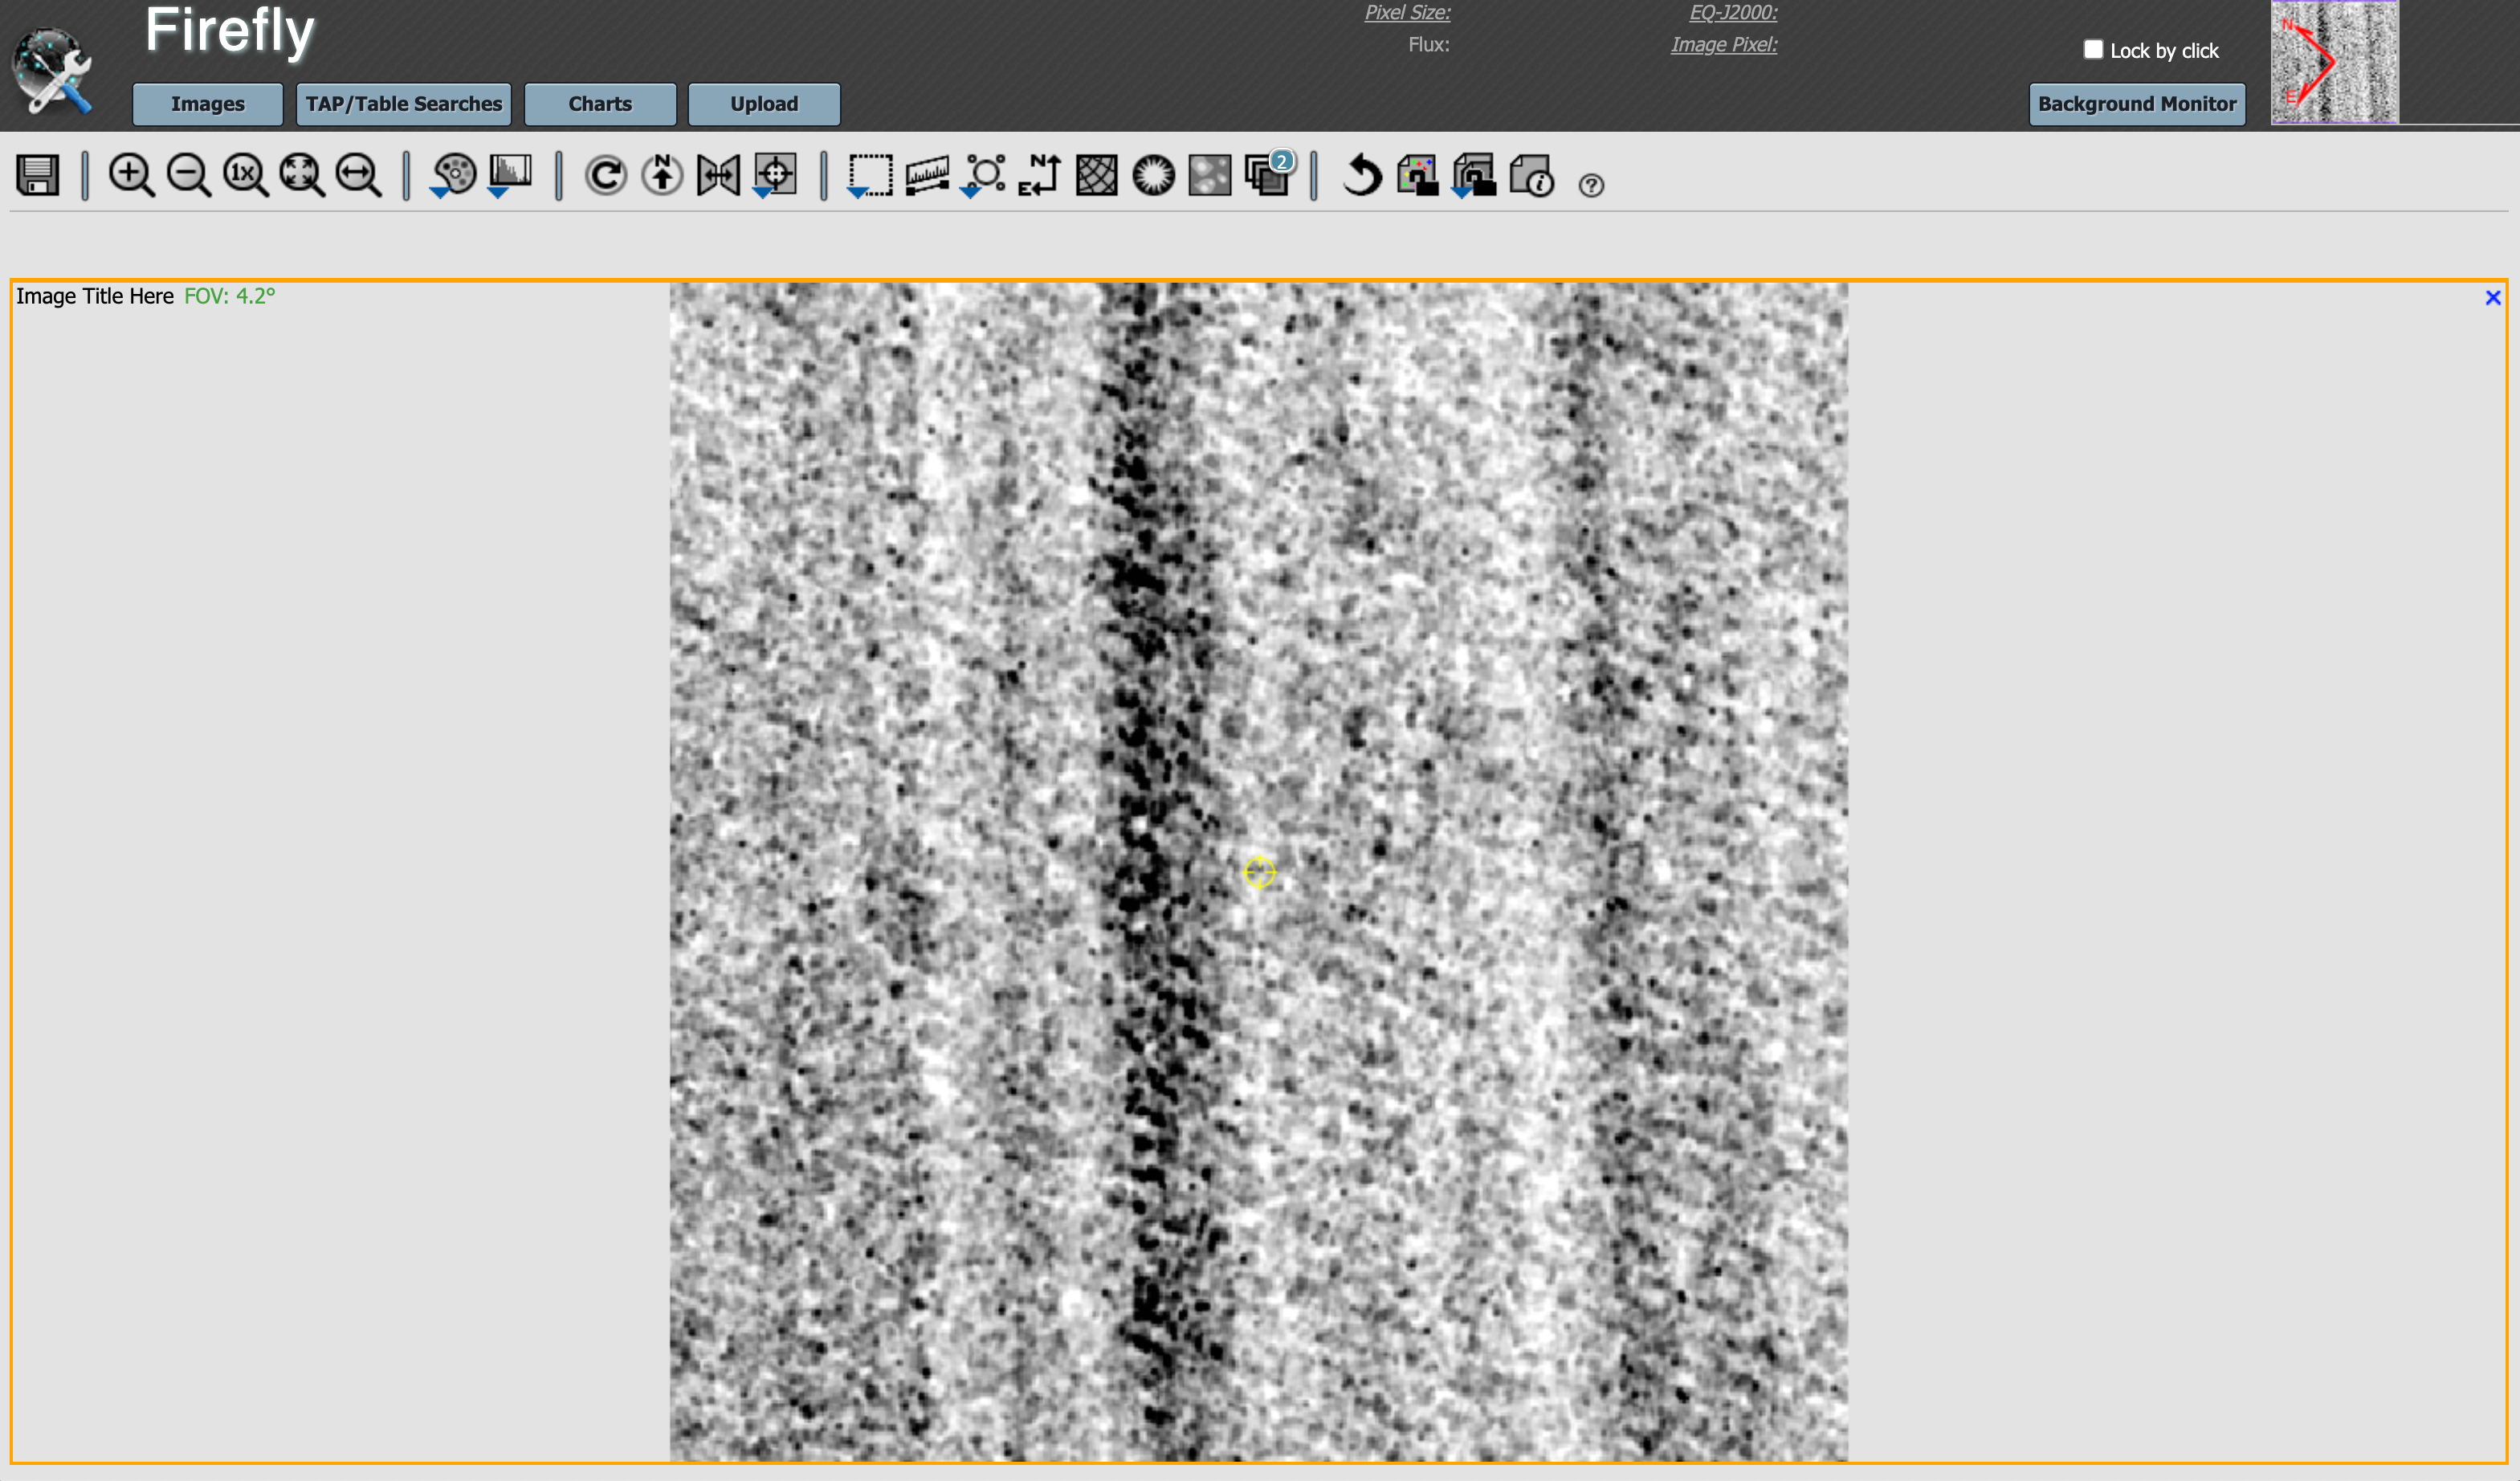 Firefly
Pixel Size:
EQ-J2000:
Flux:
Image Pixel:
Lock by click
N
E
Images
TAP/Table Searches
Charts
Upload
Background Monitor
1x
N
N
E
2
i
?
Image Title Here FOV: 4.2°